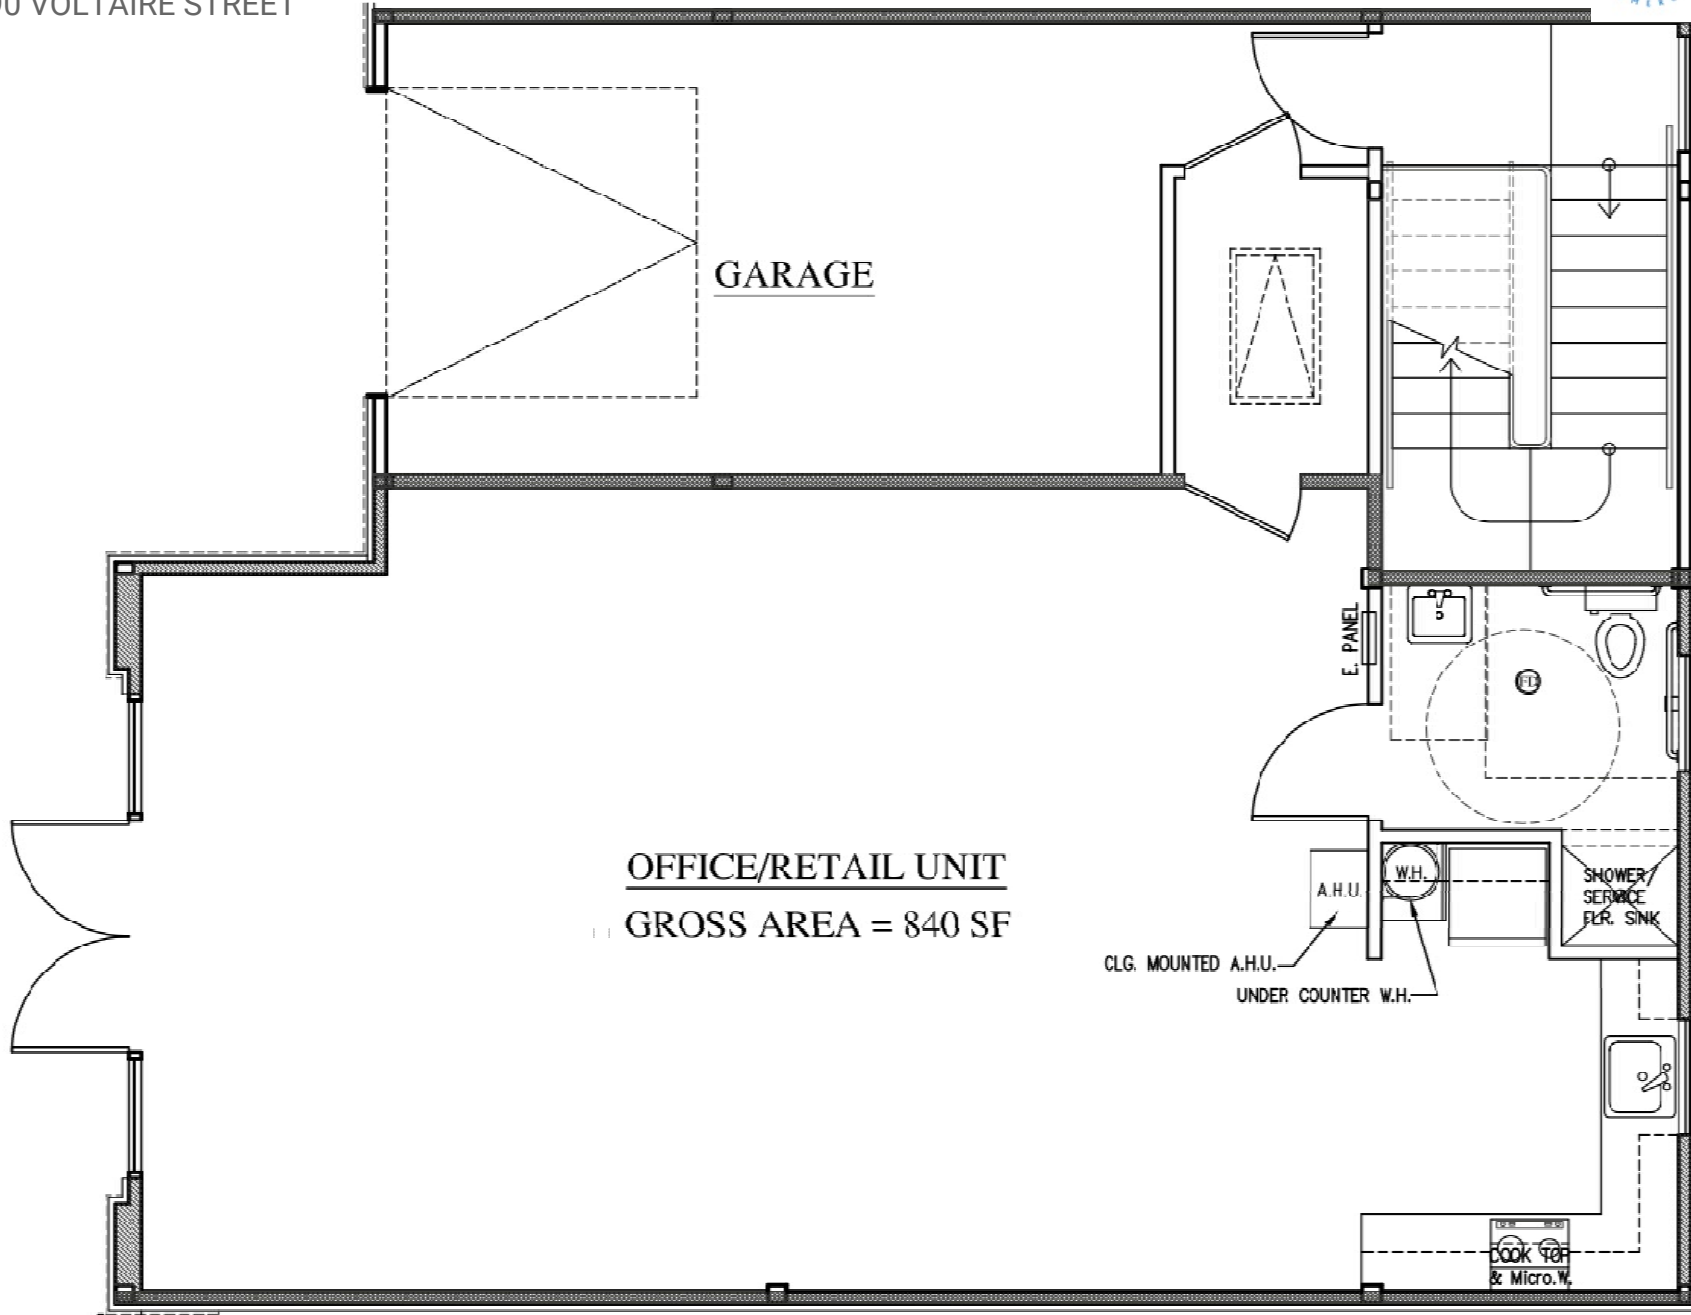 VOLTAIRE STREET
GARAGE
E. PANEL
FD
OFFICE/RETAIL UNIT
GROSS AREA = 840 SF
A.H.U.
W.H.
SHOWER/
SERVICE
FLR. SINK
CLG. MOUNTED A.H.U.
UNDER COUNTER W.H.
COOK TOP
& Micro.W.